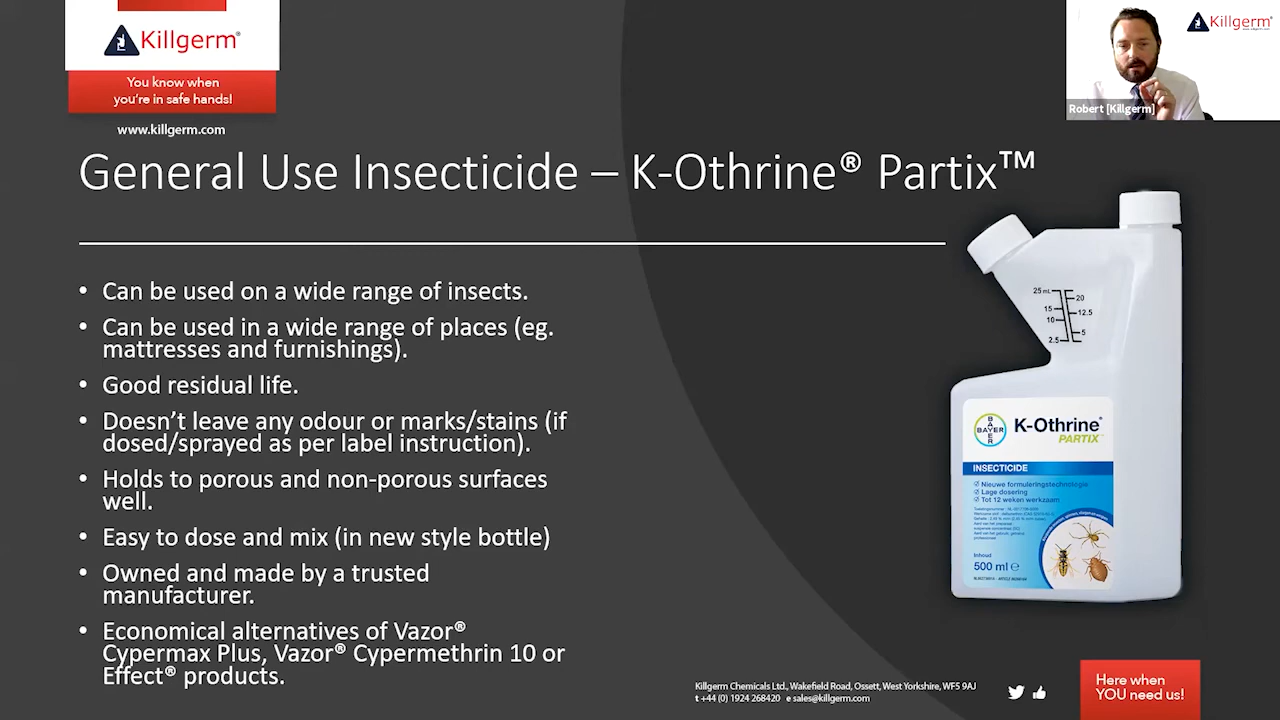 Killgerm®
You know when
you're in safe hands!
www.killgerm.com
Killgerm®
Robert [Killgerm]
General Use Insecticide – K-Othrine® Partix™
• Can be used on a wide range of insects.
• Can be used in a wide range of places (eg.
mattresses and furnishings).
• Good residual life.
• Doesn't leave any odour or marks/stains (if
dosed/sprayed as per label instruction).
• Holds to porous and non-porous surfaces
well.
• Easy to dose and mix (in new style bottle)
• Owned and made by a trusted
manufacturer.
• Economical alternatives of Vazor®
Cypermax Plus, Vazor® Cypermethrin 10 or
Effect® products.
25 mL
20
15
12.5
10
5
2.5
BAYER
BAYER
K-Othrine®
PARTIX™
INSECTICIDE
Nieuwe formuleringstechnologie
Lage dosering
Tot 12 weken werkzaam
Inhoud
500 ml ℮
Killgerm Chemicals Ltd., Wakefield Road, Ossett, West Yorkshire, WF5 9AJ
t +44 (0) 1924 268420 e sales@killgerm.com
Here when
YOU need us!